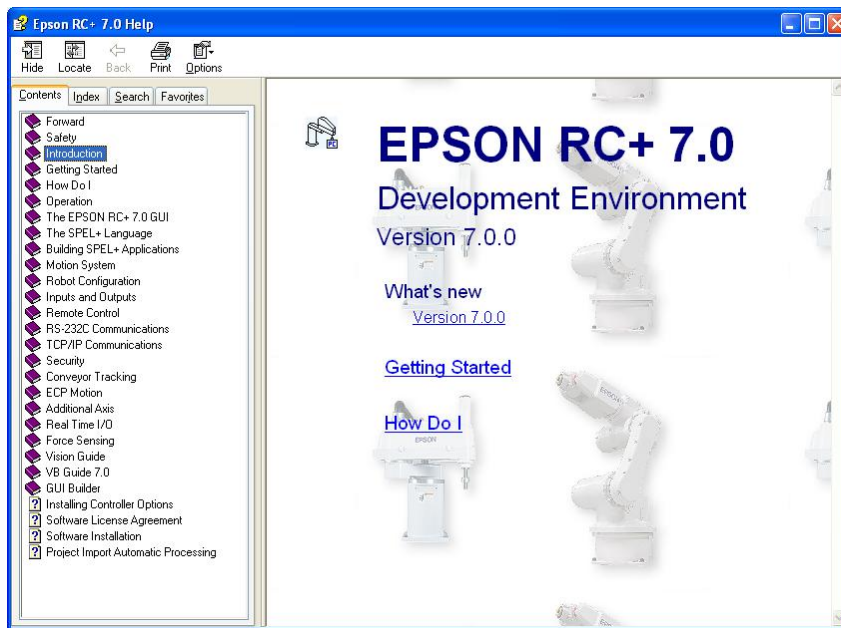 Epson RC+ 7.0 Help
Hide Locate Back Print Options
Contents Index Search Favorites
Forward
Safety
Introduction
Getting Started
How Do I
Operation
The EPSON RC+ 7.0 GUI
The SPEL+ Language
Building SPEL+ Applications
Motion System
Robot Configuration
Inputs and Outputs
Remote Control
RS-232C Communications
TCP/IP Communications
Security
Conveyor Tracking
ECP Motion
Additional Axis
Real Time I/O
Force Sensing
Vision Guide
VB Guide 7.0
GUI Builder
Installing Controller Options
Software License Agreement
Software Installation
Project Import Automatic Processing
EPSON RC+ 7.0
Development Environment
Version 7.0.0
What's new
Version 7.0.0
Getting Started
How Do I
EPSON